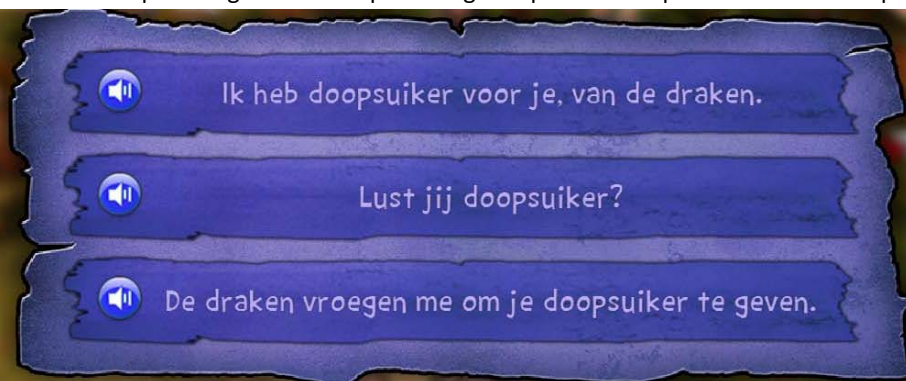 Ik heb doopsuiker voor je, van de draken.
Lust jij doopsuiker?
De draken vroegen me om je doopsuiker te geven.